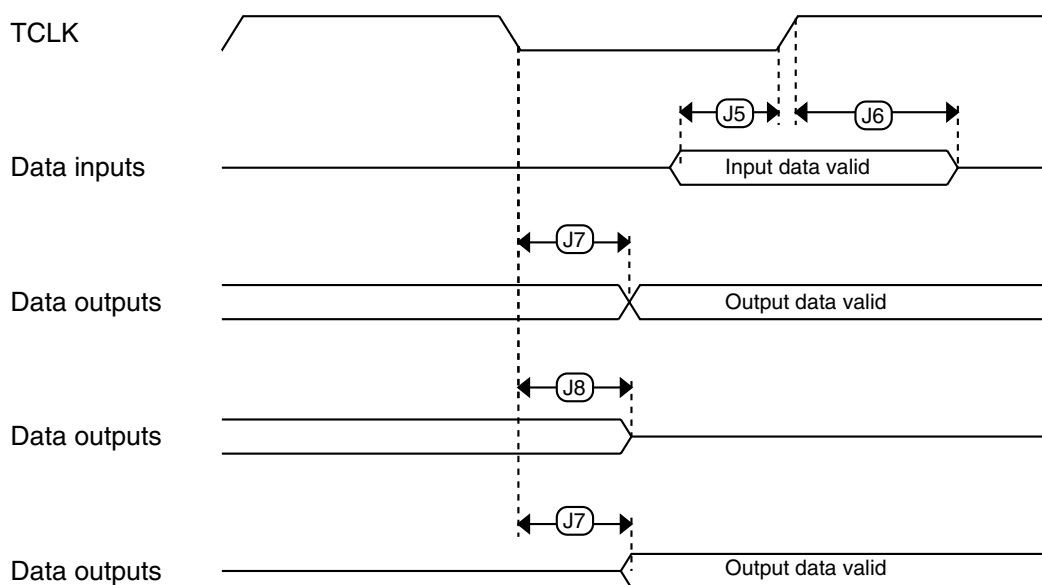 TCLK
J5
J6
Data inputs
Input data valid
J7
Data outputs
Output data valid
J8
Data outputs
J7
Data outputs
Output data valid